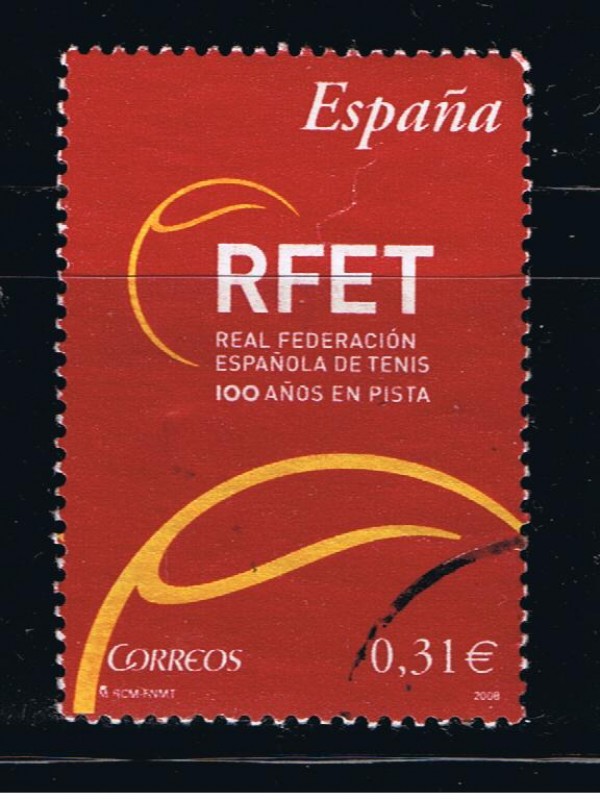 España
RFET
REAL FEDERACIÓN
ESPAÑOLA DE TENIS
100 AÑOS EN PISTA
CORREOS
0,31€
RCM-FNMT
2008